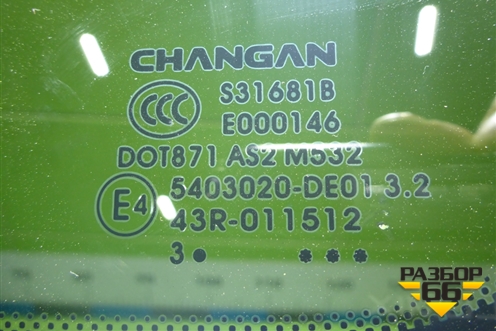 CHANGAN
CCC S31681B
E000146
DOT871 AS2 M532
E4 5403020-DE01 3.2
43R-011512
3● ●●●
РАЗБОР
66